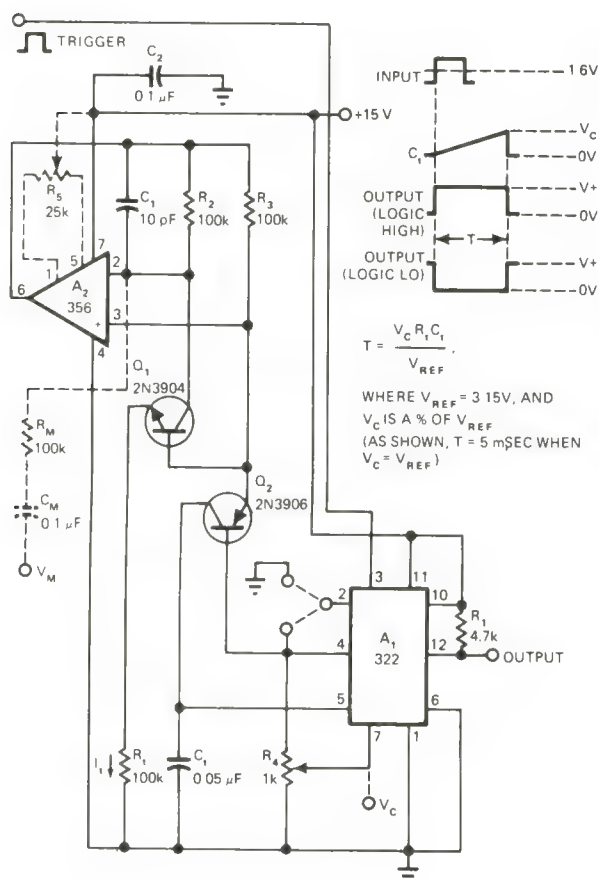 TRIGGER
C2
0 1 μF
+15 V
R5
25k
C1
10 pF
R2
100k
R3
100k
7
1
5
2
6
A2
356
3
+
4
Q1
2N3904
RM
100k
CM
0 1 μF
VM
Q2
2N3906
I1
R1
100k
C1
0 05 μF
R4
1k
VC
2
3
11
10
4
A1
322
12
5
6
7
1
R1
4.7k
OUTPUT
INPUT
1 6V
C1
VC
0V
OUTPUT
(LOGIC
HIGH)
V+
0V
T
OUTPUT
(LOGIC LO)
V+
0V
T = VC R1 C1 / VREF ,
WHERE VREF = 3 15V, AND
VC IS A % OF VREF
(AS SHOWN, T = 5 mSEC WHEN
VC = VREF)